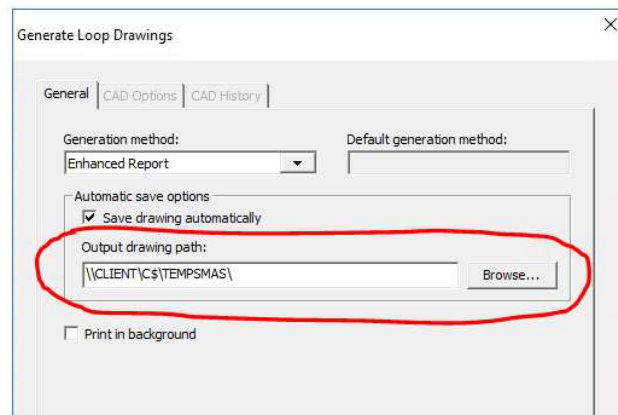 Generate Loop Drawings
General CAD Options CAD History
Generation method: Default generation method:
Enhanced Report
Automatic save options
Save drawing automatically
Output drawing path:
\\CLIENT\C$\TEMPSMAS\ Browse...
Print in background